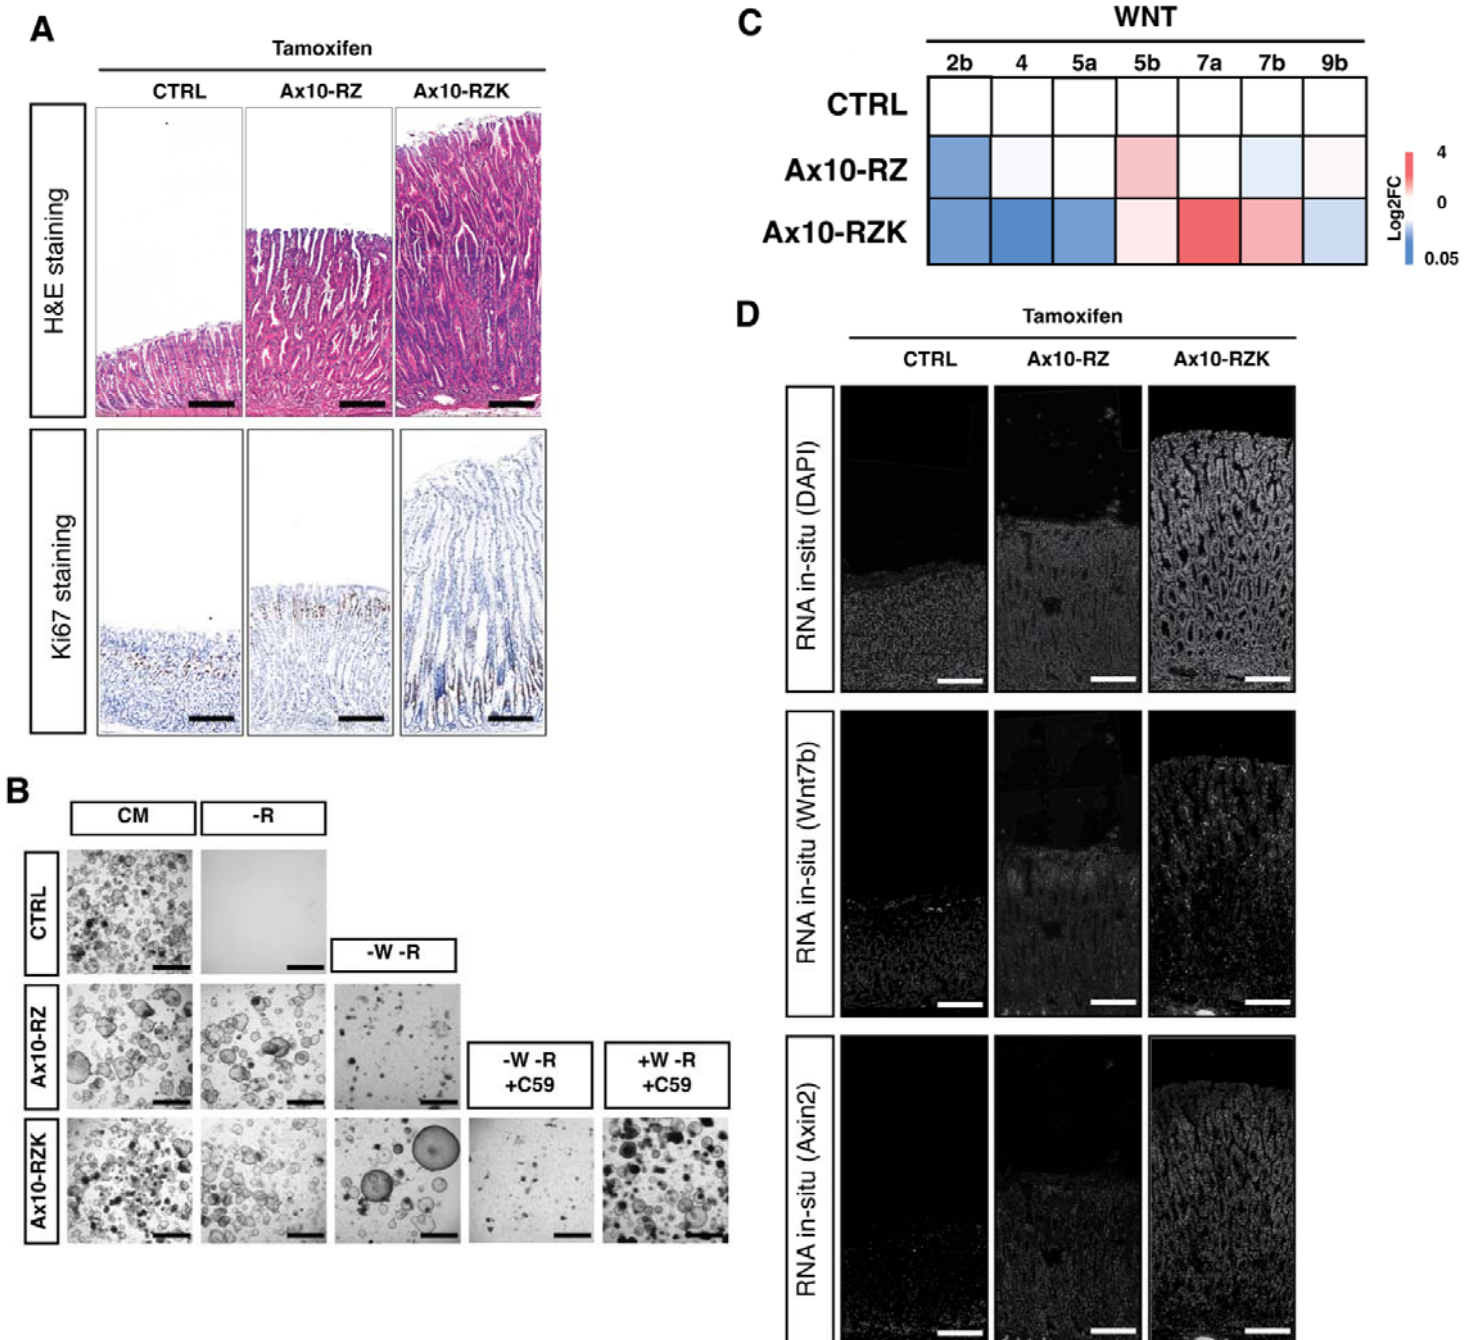 A
Tamoxifen
CTRL
Ax10-RZ
Ax10-RZK
H&E staining
Ki67 staining
B
CM
-R
-W -R
-W -R
+C59
+W -R
+C59
CTRL
Ax10-RZ
Ax10-RZK
C
WNT
2b 4 5a 5b 7a 7b 9b
CTRL
Ax10-RZ
Ax10-RZK
Log2FC
4
0
0.05
D
Tamoxifen
CTRL
Ax10-RZ
Ax10-RZK
RNA in-situ (DAPI)
RNA in-situ (Wnt7b)
RNA in-situ (Axin2)